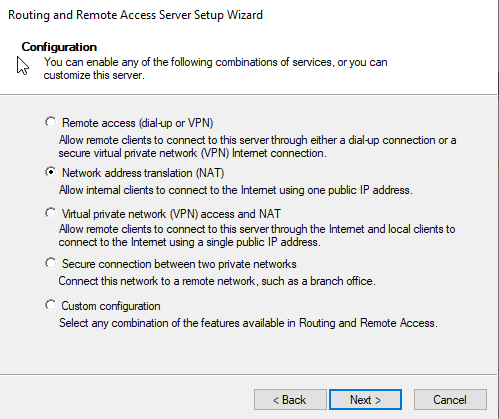 Routing and Remote Access Server Setup Wizard
Configuration
You can enable any of the following combinations of services, or you can
customize this server.
Remote access (dial-up or VPN)
Allow remote clients to connect to this server through either a dial-up connection or a
secure virtual private network (VPN) Internet connection.
Network address translation (NAT)
Allow internal clients to connect to the Internet using one public IP address.
Virtual private network (VPN) access and NAT
Allow remote clients to connect to this server through the Internet and local clients to
connect to the Internet using a single public IP address.
Secure connection between two private networks
Connect this network to a remote network, such as a branch office.
Custom configuration
Select any combination of the features available in Routing and Remote Access.
< Back Next > Cancel